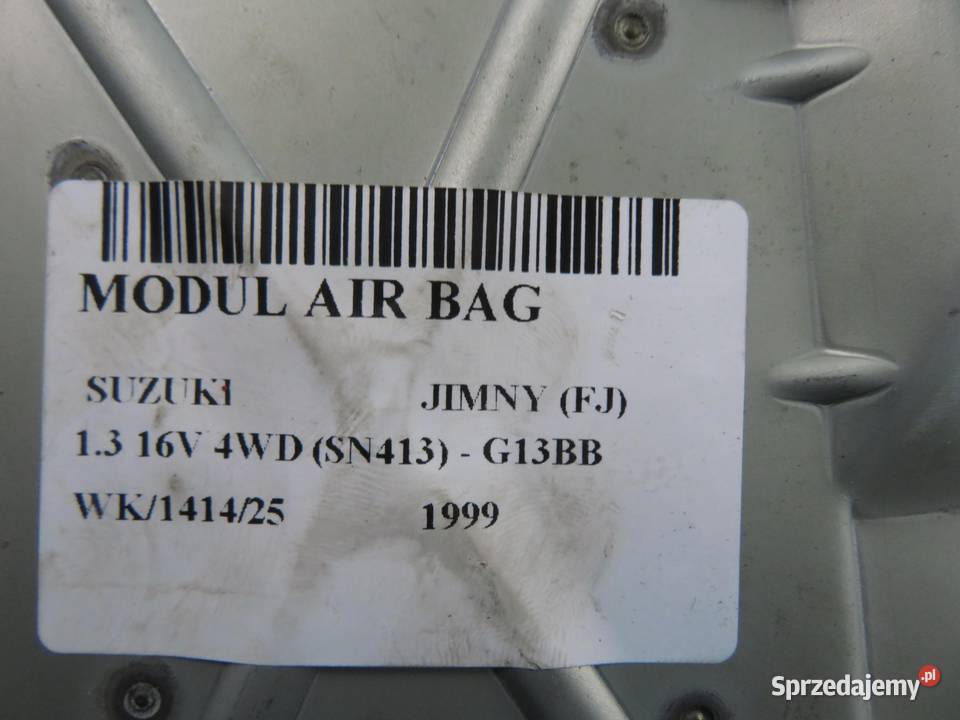 MODUL AIR BAG
SUZUKI JIMNY (FJ)
1.3 16V 4WD (SN413) - G13BB
WK/1414/25 1999
Sprzedajemy.pl